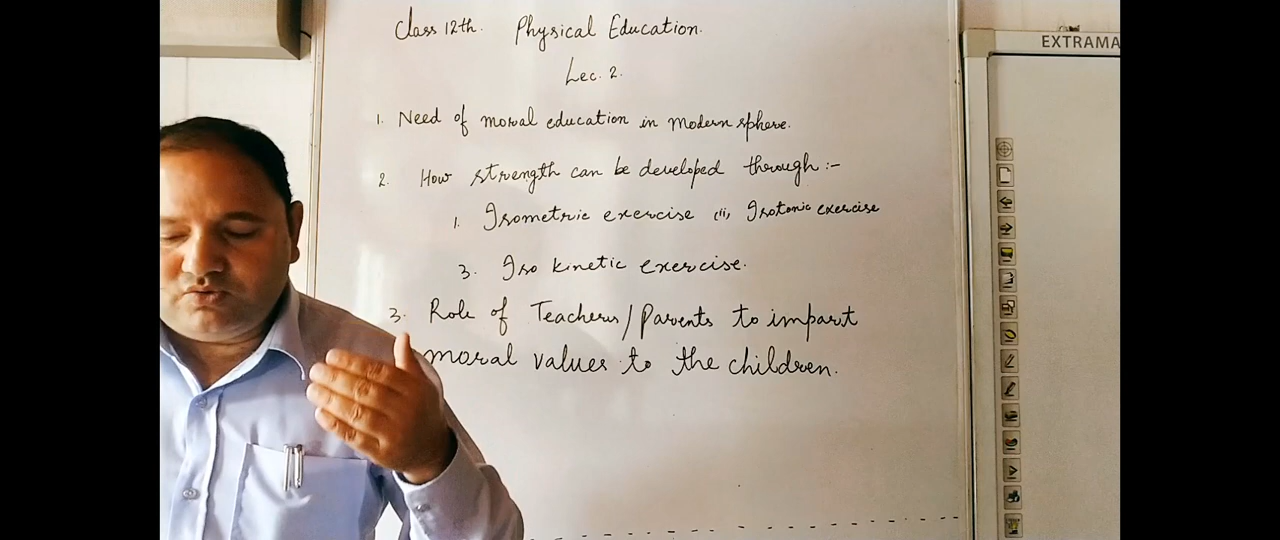 Class 12th. Physical Education.
Lec. 2.
1. Need of moral education in modern sphere.
2. How strength can be developed through :-
1. Isometric exercise (ii) Isotonic exercise
3. Iso kinetic exercise.
3. Role of Teachers/Parents to impart
moral values to the children.
EXTRAMA